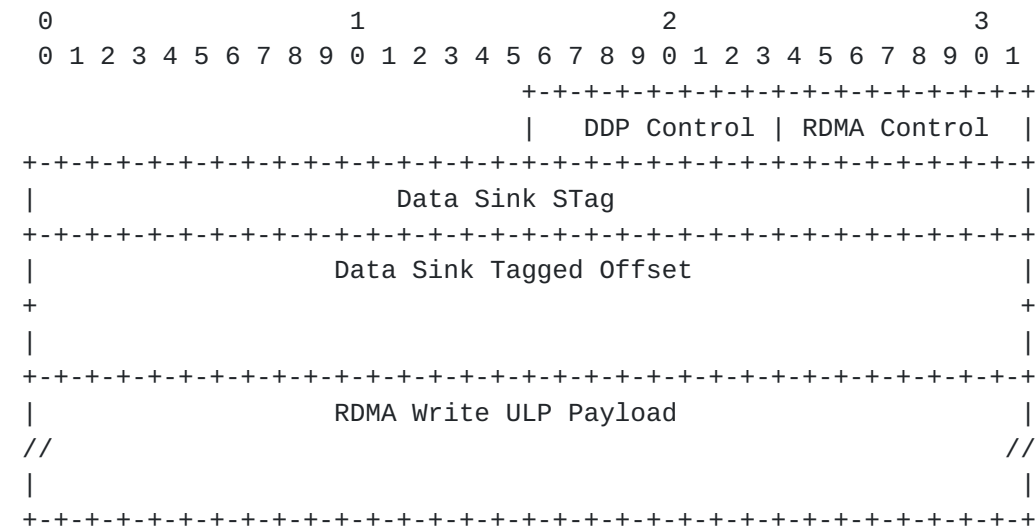 0                   1                   2                   3
 0 1 2 3 4 5 6 7 8 9 0 1 2 3 4 5 6 7 8 9 0 1 2 3 4 5 6 7 8 9 0 1
                                +-+-+-+-+-+-+-+-+-+-+-+-+-+-+-+-+
                                |   DDP Control | RDMA Control  |
+-+-+-+-+-+-+-+-+-+-+-+-+-+-+-+-+-+-+-+-+-+-+-+-+-+-+-+-+-+-+-+-+
|                       Data Sink STag                          |
+-+-+-+-+-+-+-+-+-+-+-+-+-+-+-+-+-+-+-+-+-+-+-+-+-+-+-+-+-+-+-+-+
|                   Data Sink Tagged Offset                     |
+                                                               +
|                                                               |
+-+-+-+-+-+-+-+-+-+-+-+-+-+-+-+-+-+-+-+-+-+-+-+-+-+-+-+-+-+-+-+-+
|                   RDMA Write ULP Payload                      |
//                                                             //
|                                                               |
+-+-+-+-+-+-+-+-+-+-+-+-+-+-+-+-+-+-+-+-+-+-+-+-+-+-+-+-+-+-+-+-+